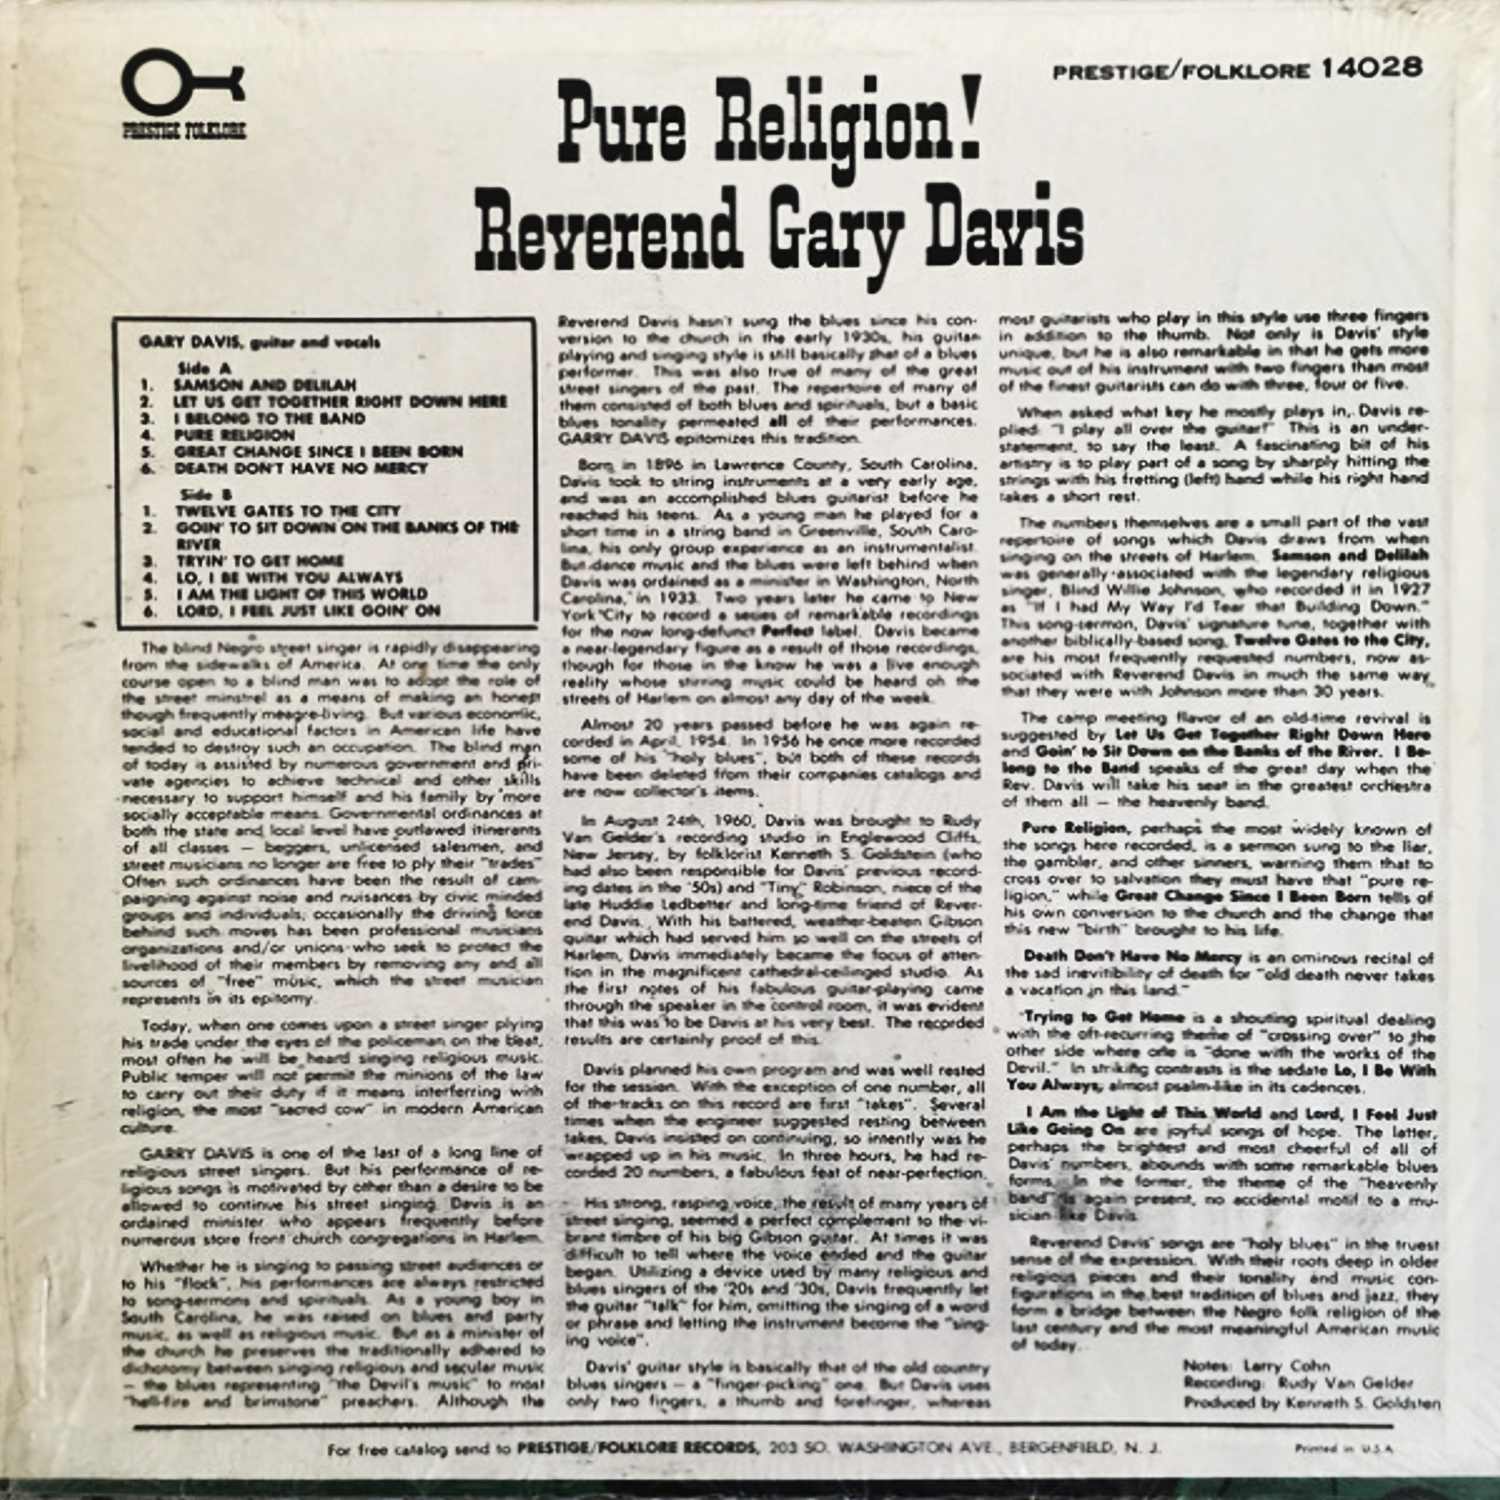 PRESTIGE FOLKLORE
PRESTIGE/FOLKLORE 14028
Pure Religion!
Reverend Gary Davis
GARY DAVIS, guitar and vocals
Side A
1. SAMSON AND DELILAH
2. LET US GET TOGETHER RIGHT DOWN HERE
3. I BELONG TO THE BAND
4. PURE RELIGION
5. GREAT CHANGE SINCE I BEEN BORN
6. DEATH DON'T HAVE NO MERCY
Side B
1. TWELVE GATES TO THE CITY
2. GOIN' TO SIT DOWN ON THE BANKS OF THE
RIVER
3. TRYIN' TO GET HOME
4. LO, I BE WITH YOU ALWAYS
5. I AM THE LIGHT OF THIS WORLD
6. LORD, I FEEL JUST LIKE GOIN' ON
The blind Negro street singer is rapidly disappearing
from the sidewalks of America. At one time the only
course open to a blind man was to adopt the role of
the street minstrel as a means of making an honest
though frequently meagre-living. But various economic,
social and educational factors in American life have
tended to destroy such an occupation. The blind man
of today is assisted by numerous government and pri-
vate agencies to achieve technical and other skills
necessary to support himself and his family by more
socially acceptable means. Governmental ordinances at
both the state and local level have outlawed itinerants
of all classes — beggars, unlicensed salesmen, and
street musicians no longer are free to ply their "trades"
Often such ordinances have been the result of cam-
paigning against noise and nuisances by civic minded
groups and individuals; occasionally the driving force
behind such moves has been professional musicians
organizations and/or unions who seek to protect the
livelihood of their members by removing any and all
sources of "free" music, which the street musician
represents in its epitomy.
Today, when one comes upon a street singer plying
his trade under the eyes of the policeman on the beat,
most often he will be heard singing religious music.
Public temper will not permit the minions of the law
to carry out their duty if it means interferring with
religion, the most "sacred cow" in modern American
culture.
GARRY DAVIS is one of the last of a long line of
religious street singers. But his performance of re-
ligious songs is motivated by other than a desire to be
allowed to continue his street singing. Davis is an
ordained minister who appears frequently before
numerous store front church congregations in Harlem.
Whether he is singing to passing street audiences or
to his "flock", his performances are always restricted
to song-sermons and spirituals. As a young boy in
South Carolina, he was raised on blues and party
music, as well as religious music. But as a minister of
the church he preserves the traditionally adhered to
dichotomy between singing religious and secular music
— the blues representing "the Devil's music" to most
"hell-fire and brimstone" preachers. Although the
Reverend Davis hasn't sung the blues since his con-
version to the church in the early 1930s, his guitar
playing and singing style is still basically that of a blues
performer. This was also true of many of the great
street singers of the past. The repertoire of many of
them consisted of both blues and spirituals, but a basic
blues tonality permeated all of their performances.
GARRY DAVIS epitomizes this tradition.
Born in 1896 in Lawrence County, South Carolina,
Davis took to string instruments at a very early age,
and was an accomplished blues guitarist before he
reached his teens. As a young man he played for a
short time in a string band in Greenville, South Caro-
lina, his only group experience as an instrumentalist.
But dance music and the blues were left behind when
Davis was ordained as a minister in Washington, North
Carolina, in 1933. Two years later he came to New
York City to record a series of remarkable recordings
for the now long-defunct Perfect label. Davis became
a near-legendary figure as a result of those recordings,
though for those in the know he was a live enough
reality whose stirring music could be heard on the
streets of Harlem on almost any day of the week.
Almost 20 years passed before he was again re-
corded in April, 1954. In 1956 he once more recorded
some of his "holy blues", but both of these records
have been deleted from their companies catalogs and
are now collector's items.
In August 24th, 1960, Davis was brought to Rudy
Van Gelder's recording studio in Englewood Cliffs,
New Jersey, by folklorist Kenneth S. Goldstein (who
had also been responsible for Davis' previous record-
ing dates in the '50s) and "Tiny" Robinson, niece of the
late Huddie Ledbetter and long-time friend of Rever-
end Davis. With his battered, weather-beaten Gibson
guitar which had served him so well on the streets of
Harlem, Davis immediately became the focus of atten-
tion in the magnificent cathedral-ceilinged studio. As
the first notes of his fabulous guitar-playing came
through the speaker in the control room, it was evident
that this was to be Davis at his very best. The recorded
results are certainly proof of this.
Davis planned his own program and was well rested
for the session. With the exception of one number, all
of the tracks on this record are first "takes". Several
times when the engineer suggested resting between
takes, Davis insisted on continuing, so intently was he
wrapped up in his music. In three hours, he had re-
corded 20 numbers, a fabulous feat of near-perfection.
His strong, rasping voice, the result of many years of
street singing, seemed a perfect complement to the vi-
brant timbre of his big Gibson guitar. At times it was
difficult to tell where the voice ended and the guitar
began. Utilizing a device used by many religious and
blues singers of the '20s and '30s, Davis frequently let
the guitar "talk" for him, omitting the singing of a word
or phrase and letting the instrument become the "sing-
ing voice".
Davis' guitar style is basically that of the old country
blues singers — a "finger-picking" one. But Davis uses
only two fingers, a thumb and forefinger, whereas
most guitarists who play in this style use three fingers
in addition to the thumb. Not only is Davis' style
unique, but he is also remarkable in that he gets more
music out of his instrument with two fingers than most
of the finest guitarists can do with three, four or five.
When asked what key he mostly plays in, Davis re-
plied: "I play all over the guitar!" This is an under-
statement, to say the least. A fascinating bit of his
artistry is to play part of a song by sharply hitting the
strings with his fretting (left) hand while his right hand
takes a short rest.
The numbers themselves are a small part of the vast
repertoire of songs which Davis draws from when
singing on the streets of Harlem. Samson and Delilah
was generally associated with the legendary religious
singer, Blind Willie Johnson, who recorded it in 1927
as "If I had My Way I'd Tear that Building Down."
This song-sermon, Davis' signature tune, together with
another biblically-based song, Twelve Gates to the City,
are his most frequently requested numbers, now as-
sociated with Reverend Davis in much the same way
that they were with Johnson more than 30 years.
The camp meeting flavor of an old-time revival is
suggested by Let Us Get Together Right Down Here
and Goin' to Sit Down on the Banks of the River. I Be-
long to the Band speaks of the great day when the
Rev. Davis will take his seat in the greatest orchestra
of them all — the heavenly band.
Pure Religion, perhaps the most widely known of
the songs here recorded, is a sermon sung to the liar,
the gambler, and other sinners, warning them that to
cross over to salvation they must have that "pure re-
ligion," while Great Change Since I Been Born tells of
his own conversion to the church and the change that
this new "birth" brought to his life.
Death Don't Have No Mercy is an ominous recital of
the sad inevitibility of death for "old death never takes
a vacation in this land."
Trying to Get Home is a shouting spiritual dealing
with the oft-recurring theme of "crossing over" to the
other side where one is "done with the works of the
Devil." In striking contrasts is the sedate Lo, I Be With
You Always, almost psalm-like in its cadences.
I Am the Light of This World and Lord, I Feel Just
Like Going On are joyful songs of hope. The latter,
perhaps the brightest and most cheerful of all of
Davis' numbers, abounds with some remarkable blues
forms. In the former, the theme of the "heavenly
band" is again present, no accidental motif to a mu-
sician like Davis.
Reverend Davis' songs are "holy blues" in the truest
sense of the expression. With their roots deep in older
religious pieces and their tonality and music con-
figurations in the best tradition of blues and jazz, they
form a bridge between the Negro folk religion of the
last century and the most meaningful American music
of today.
Notes: Larry Cohn
Recording: Rudy Van Gelder
Produced by Kenneth S. Goldsten
For free catalog send to PRESTIGE/FOLKLORE RECORDS, 203 SO. WASHINGTON AVE., BERGENFIELD, N. J.
Printed in U.S.A.